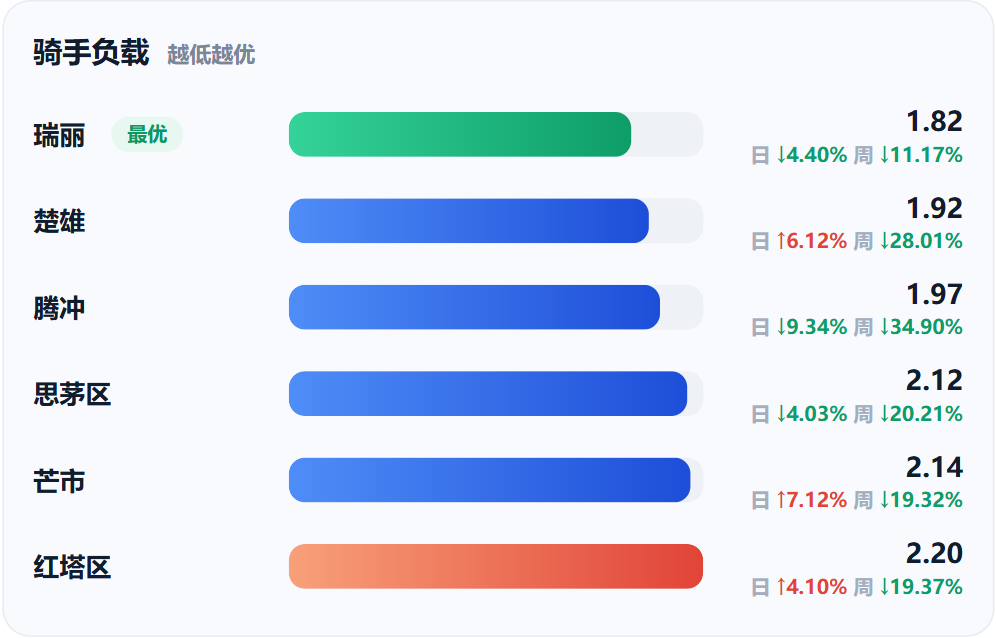 骑手负载 越低越优
瑞丽 最优 1.82
日 ↓4.40% 周 ↓11.17%
楚雄 1.92
日 ↑6.12% 周 ↓28.01%
腾冲 1.97
日 ↓9.34% 周 ↓34.90%
思茅区 2.12
日 ↓4.03% 周 ↓20.21%
芒市 2.14
日 ↑7.12% 周 ↓19.32%
红塔区 2.20
日 ↑4.10% 周 ↓19.37%